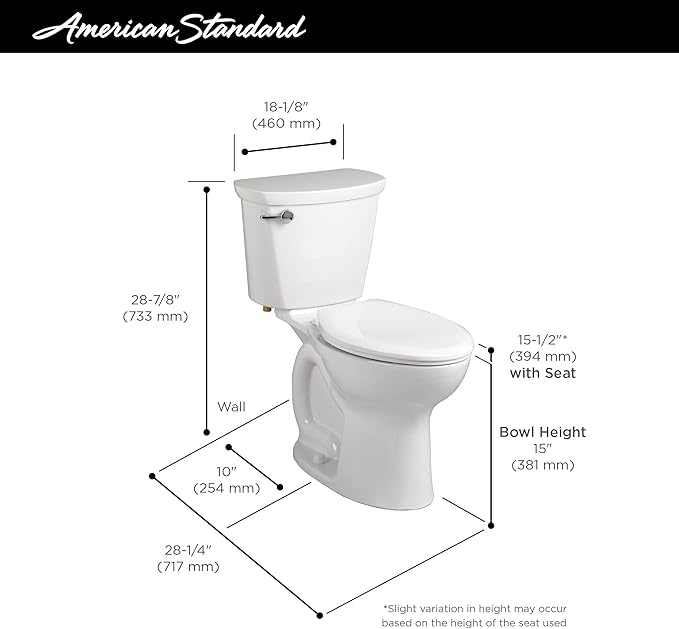 American Standard
18-1/8"
(460 mm)
28-7/8"
(733 mm)
15-1/2"*
(394 mm)
with Seat
Wall
Bowl Height
15"
(381 mm)
10"
(254 mm)
28-1/4"
(717 mm)
*Slight variation in height may occur
based on the height of the seat used